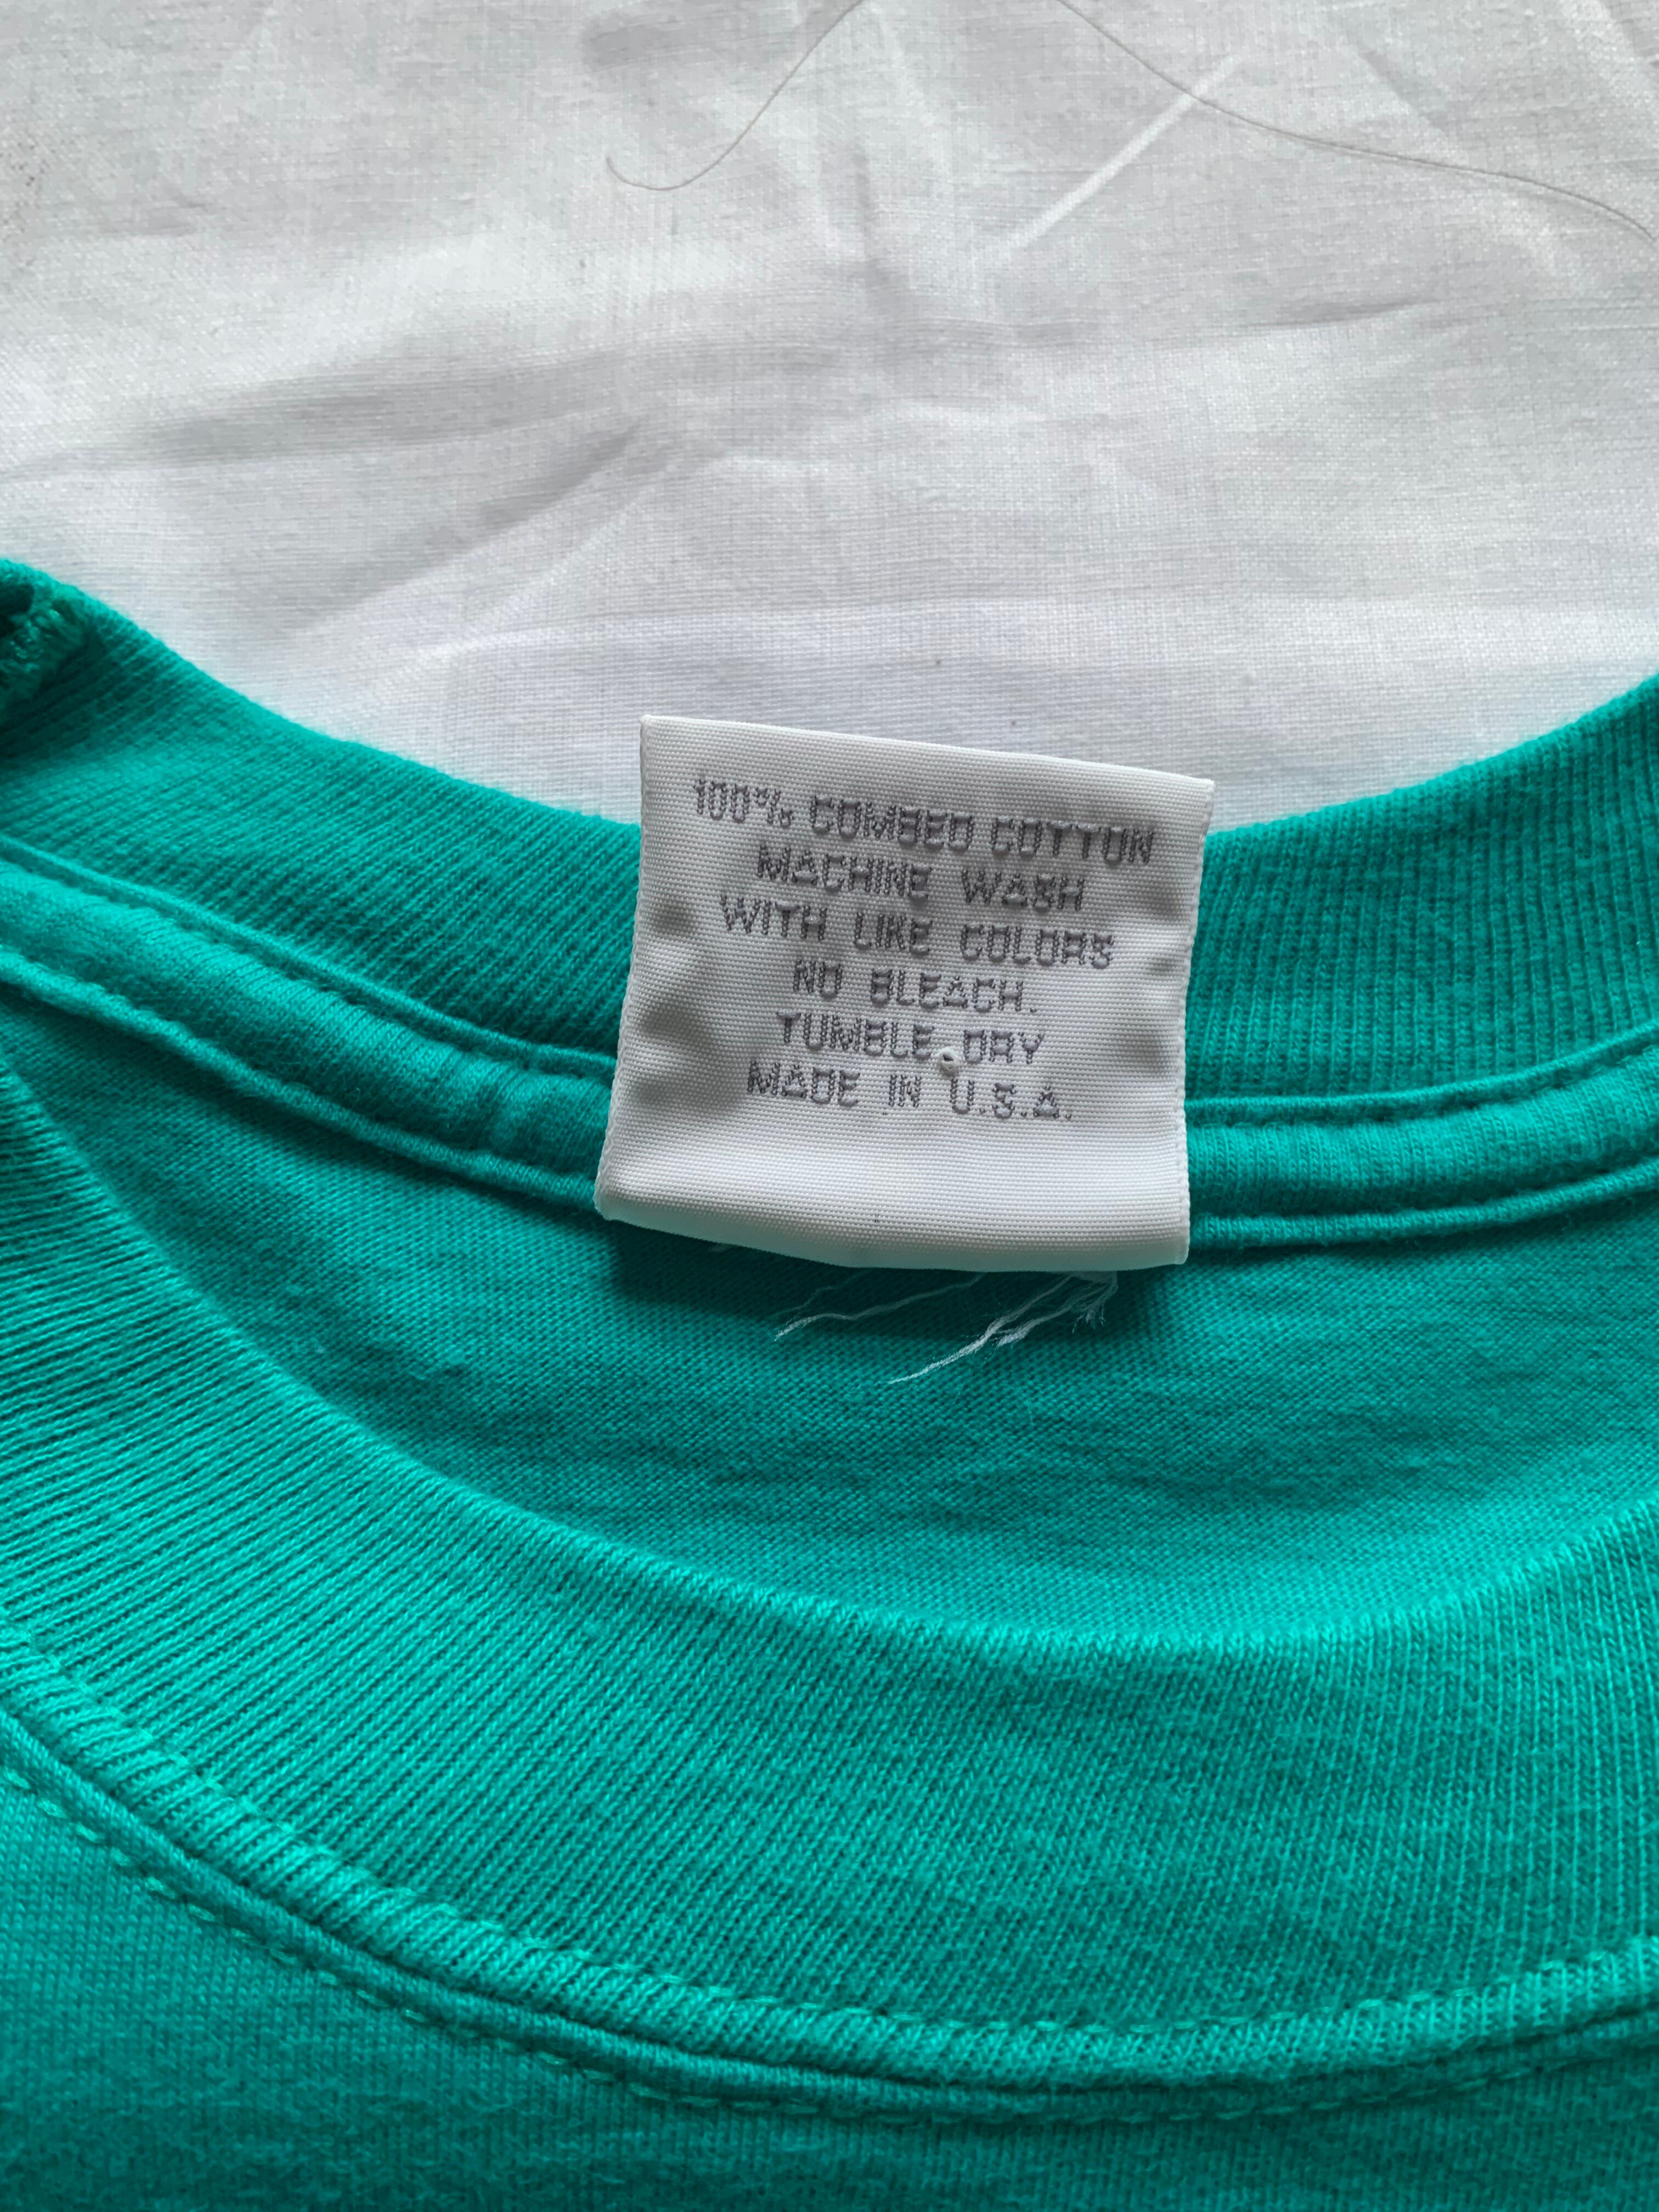 100% COMBED COTTON
MACHINE WASH
WITH LIKE COLORS
NO BLEACH.
TUMBLE DRY
MADE IN U.S.A.